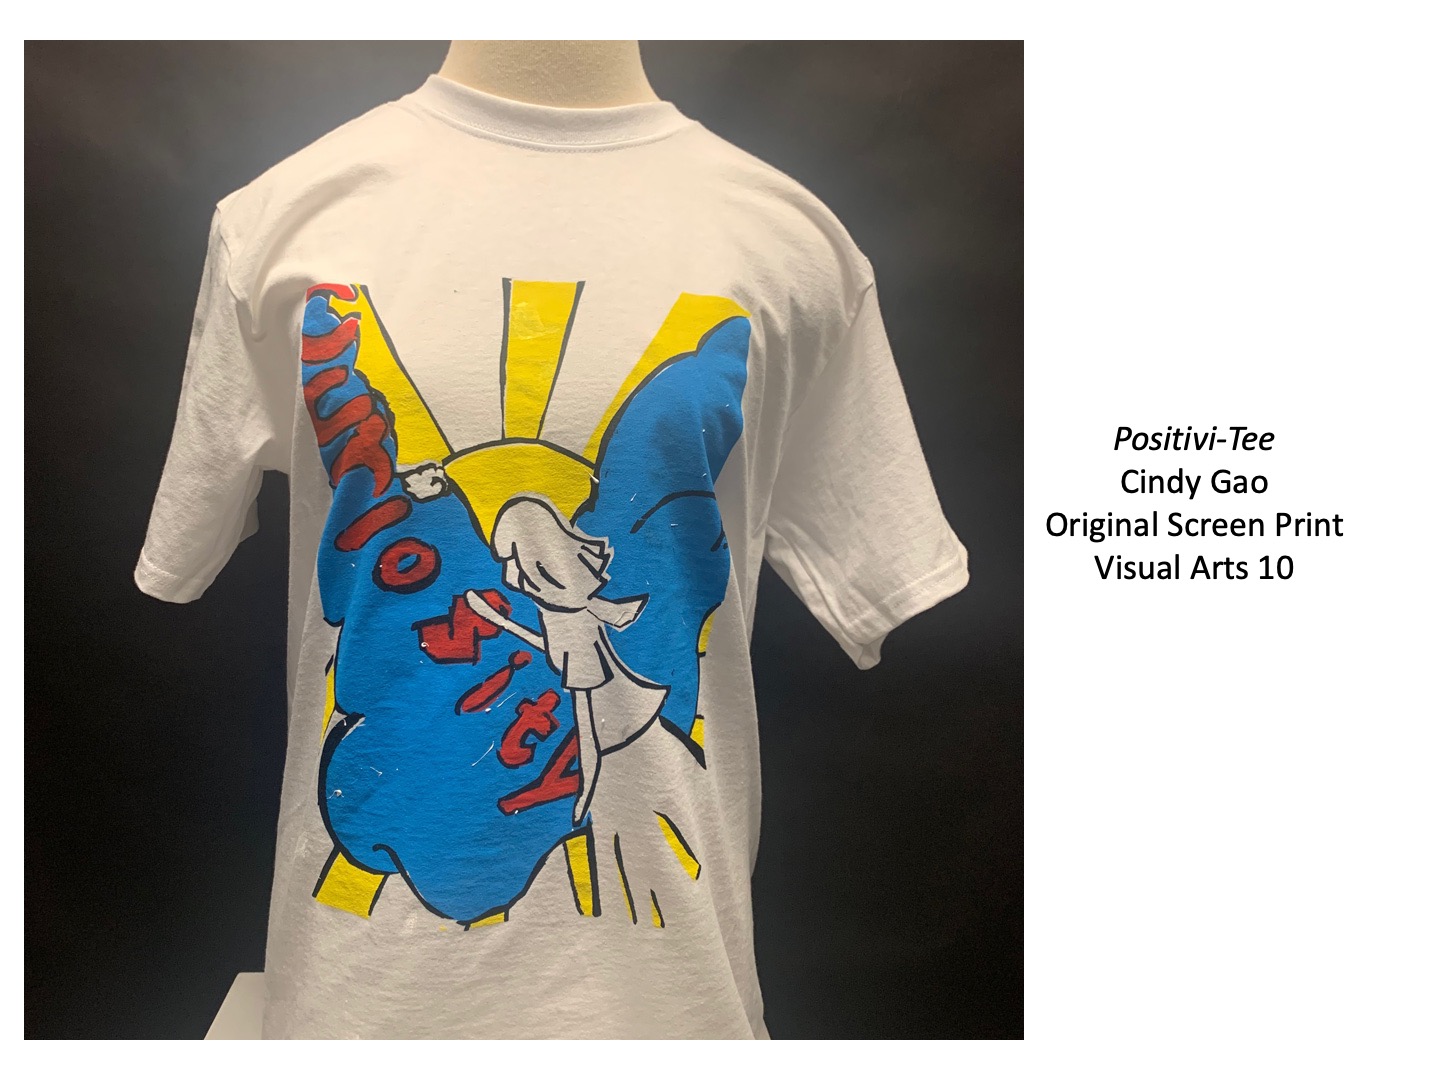 Curiosity
Positivi-Tee
Cindy Gao
Original Screen Print
Visual Arts 10